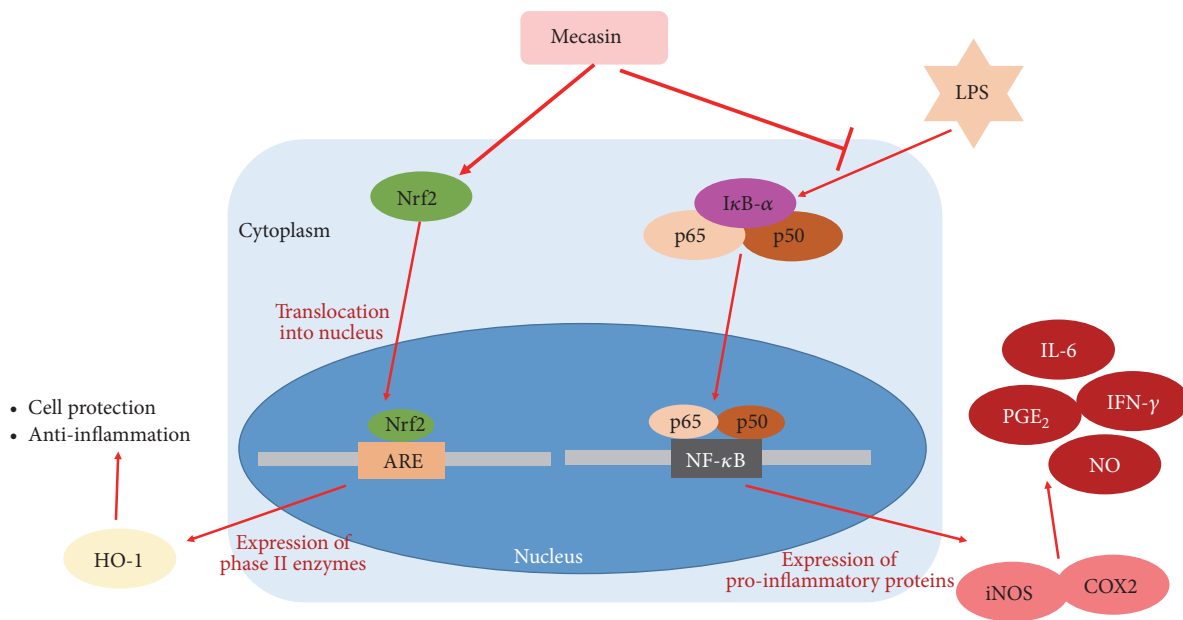 Mecasin
LPS
Nrf2
IκB-α
p65
p50
Cytoplasm
Translocation
into nucleus
IL-6
IFN-γ
PGE₂
NO
• Cell protection
• Anti-inflammation
Nrf2
ARE
p65
p50
NF-κB
HO-1
Expression of
phase II enzymes
Nucleus
Expression of
pro-inflammatory proteins
iNOS
COX2